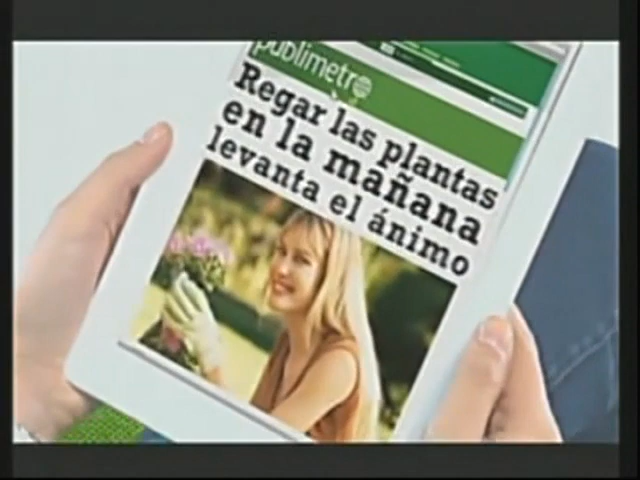 publimetro
Regar las plantas
en la mañana
levanta el ánimo